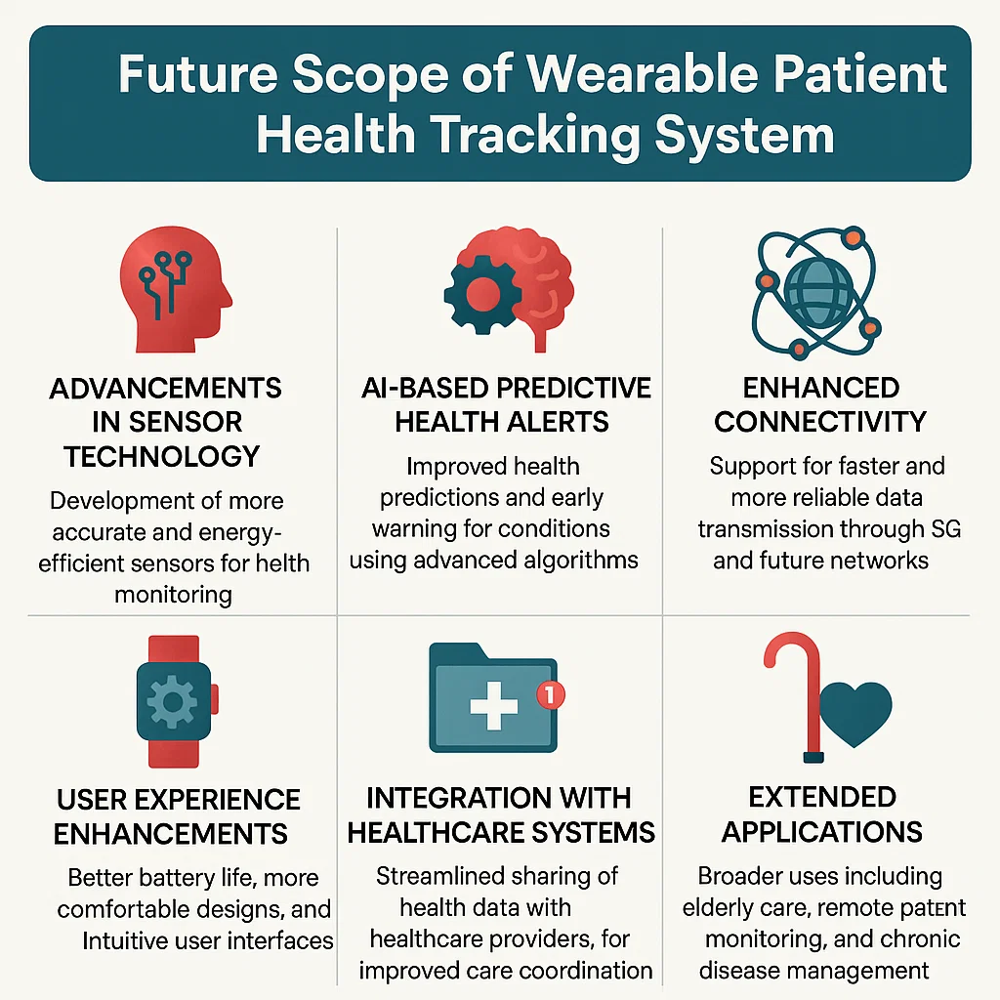 Future Scope of Wearable Patient
Health Tracking System
ADVANCEMENTS
IN SENSOR
TECHNOLOGY
Development of more
accurate and energy-
efficient sensors for helth
monitoring
AI-BASED PREDICTIVE
HEALTH ALERTS
Improved health
predictions and early
warning for conditions
using advanced algorithms
ENHANCED
CONNECTIVITY
Support for faster and
more reliable data
transmission through SG
and future networks
USER EXPERIENCE
ENHANCEMENTS
Better battery life, more
comfortable designs, and
Intuitive user interfaces
1
INTEGRATION WITH
HEALTHCARE SYSTEMS
Streamlined sharing of
health data with
healthcare providers, for
improved care coordination
EXTENDED
APPLICATIONS
Broader uses including
elderly care, remote patᴇnt
monitoring, and chronic
disease management